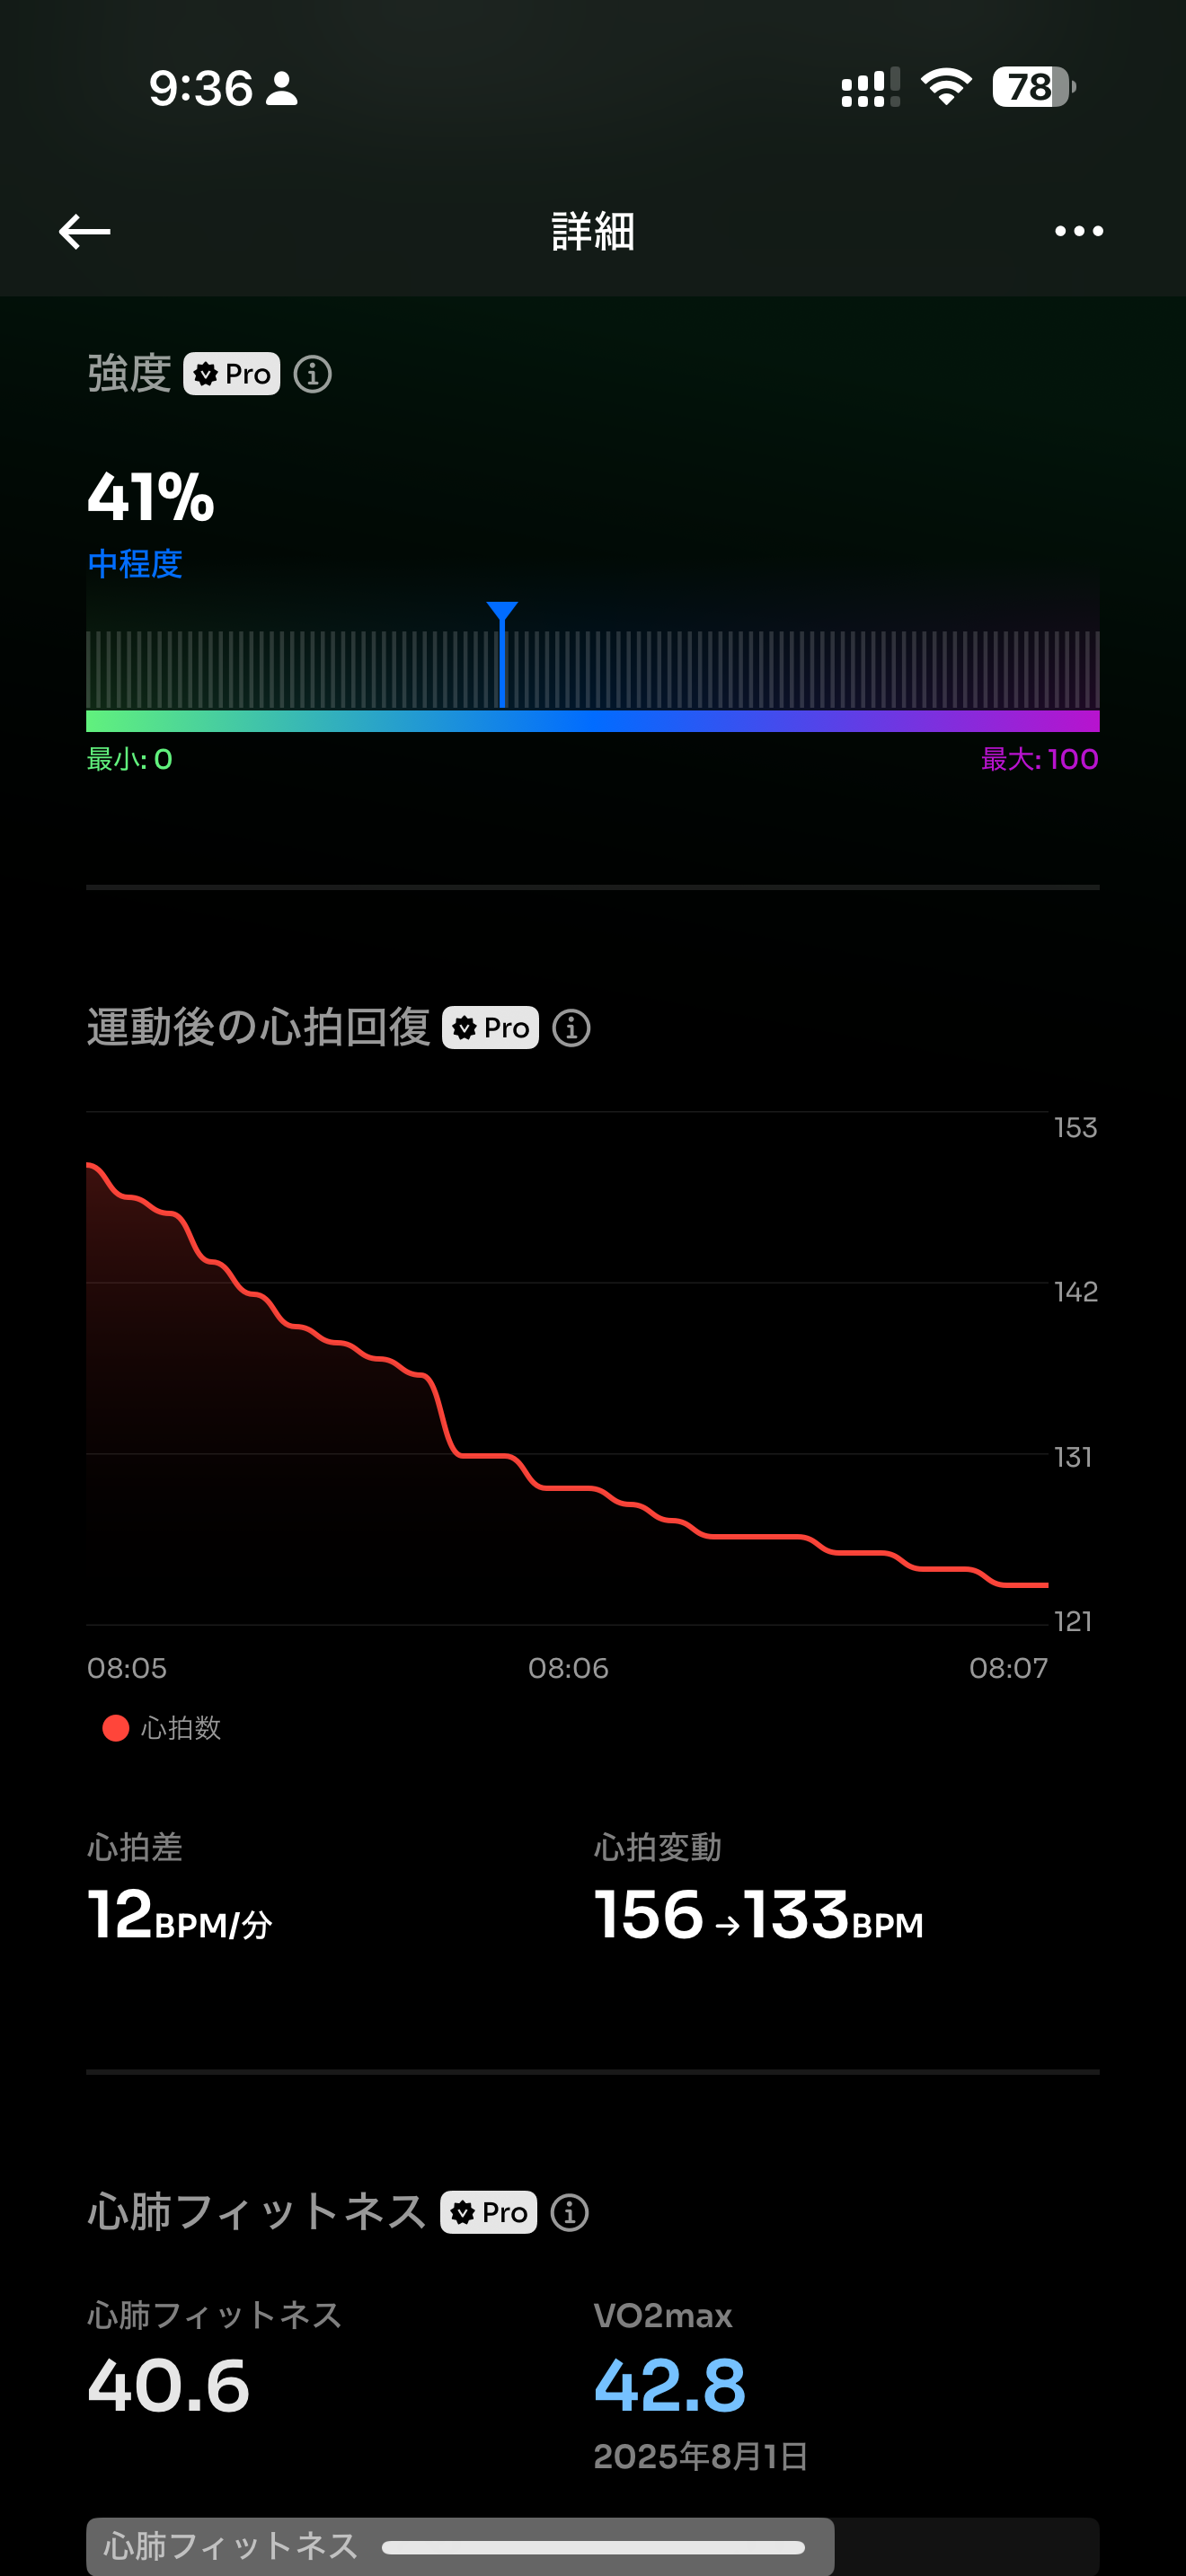 9:36 78
詳細
強度 Pro
41%
中程度
最小: 0 最大: 100
運動後の心拍回復 Pro
153
142
131
121
08:05 08:06 08:07
心拍数
心拍差 心拍変動
12BPM/分 156→133BPM
心肺フィットネス Pro
心肺フィットネス VO2max
40.6 42.8
2025年8月1日
心肺フィットネス